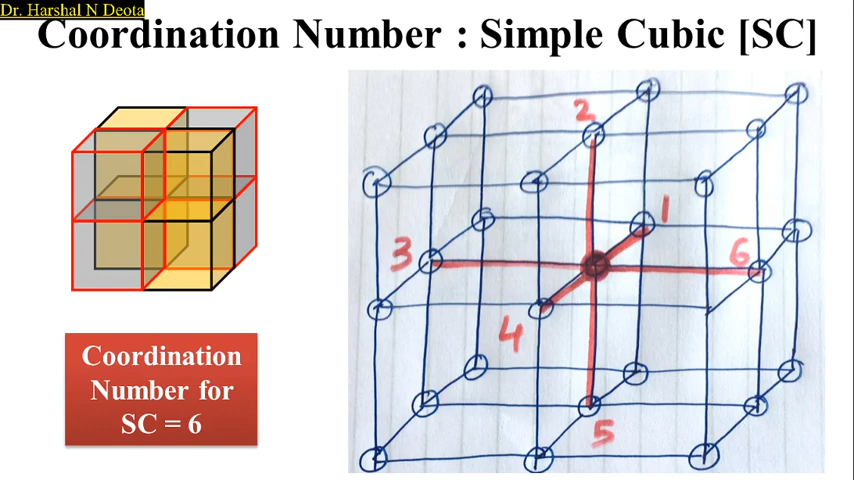 Dr. Harshal N Deota
Coordination Number : Simple Cubic [SC]
2
1
3
6
4
5
Coordination
Number for
SC = 6